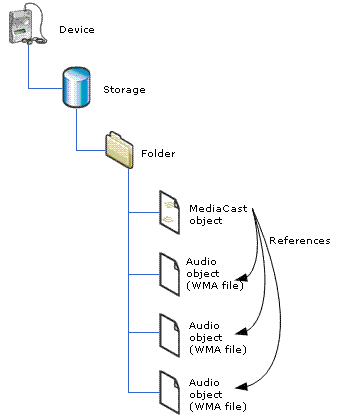 Device
Storage
Folder
MediaCast
object
References
Audio
object
(WMA file)
Audio
object
(WMA file)
Audio
object
(WMA file)